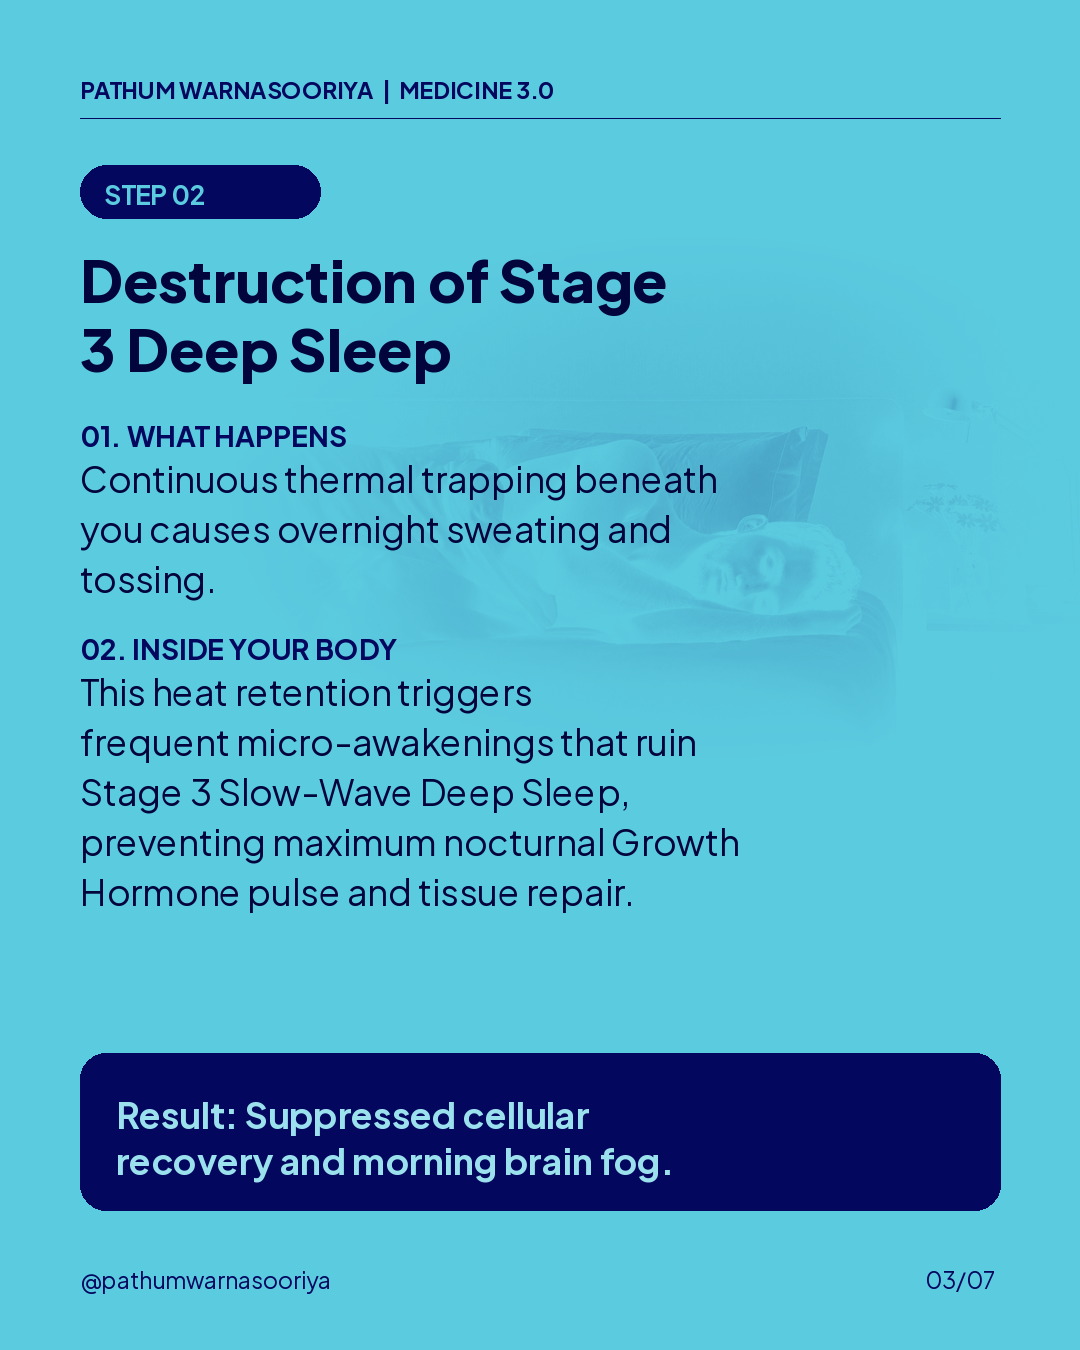 PATHUM WARNASOORIYA | MEDICINE 3.0
STEP 02
Destruction of Stage
3 Deep Sleep
01. WHAT HAPPENS
Continuous thermal trapping beneath
you causes overnight sweating and
tossing.
02. INSIDE YOUR BODY
This heat retention triggers
frequent micro-awakenings that ruin
Stage 3 Slow-Wave Deep Sleep,
preventing maximum nocturnal Growth
Hormone pulse and tissue repair.
Result: Suppressed cellular
recovery and morning brain fog.
@pathumwarnasooriya
03/07